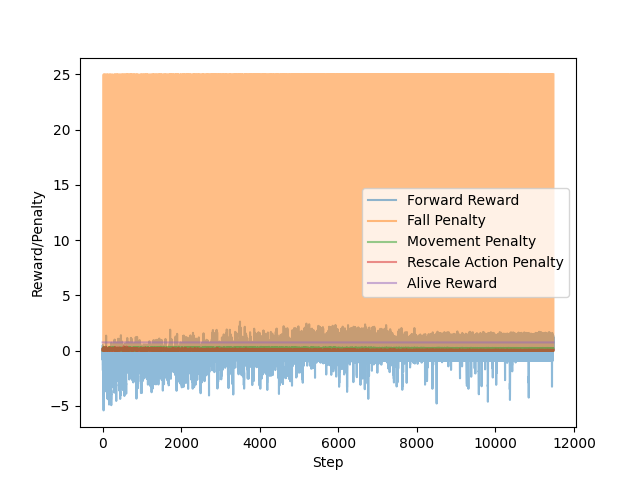 25
20
15
10
5
0
−5
Reward/Penalty
Forward Reward
Fall Penalty
Movement Penalty
Rescale Action Penalty
Alive Reward
0 2000 4000 6000 8000 10000 12000
Step